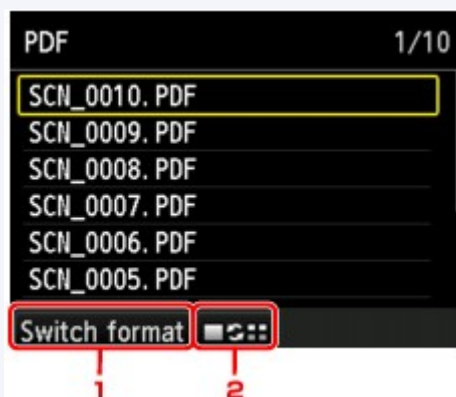 PDF 1/10
SCN_0010.PDF
SCN_0009.PDF
SCN_0008.PDF
SCN_0007.PDF
SCN_0006.PDF
SCN_0005.PDF
Switch format
1 2